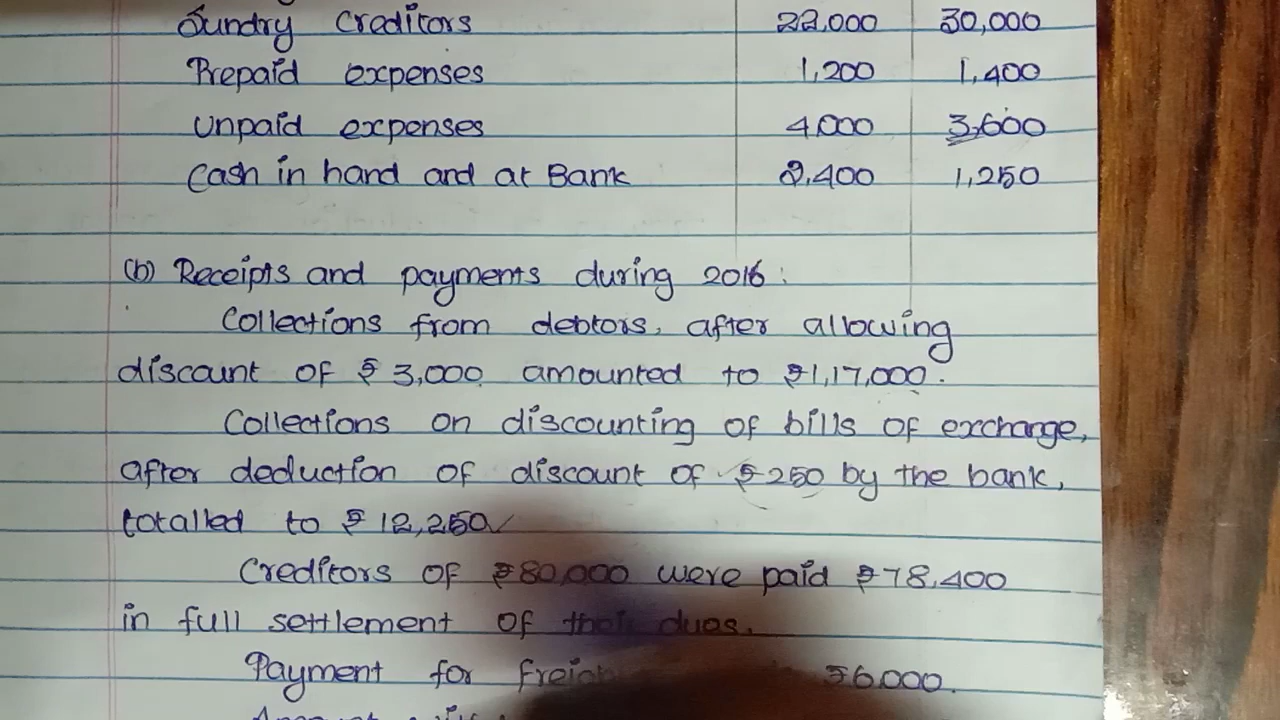 Sundry Creditors 22,000 30,000
Prepaid expenses 1,200 1,400
Unpaid expenses 4,000 3,600
Cash in hand and at Bank 2,400 1,250
(b) Receipts and payments during 2016:
Collections from debtors, after allowing
discount of ₹ 3,000 amounted to ₹1,17,000.
Collections on discounting of bills of exchange,
after deduction of discount of ₹250 by the bank,
totalled to ₹ 12,250
Creditors of ₹80,000 were paid ₹78,400
in full settlement of their dues.
Payment for ₹6,000.